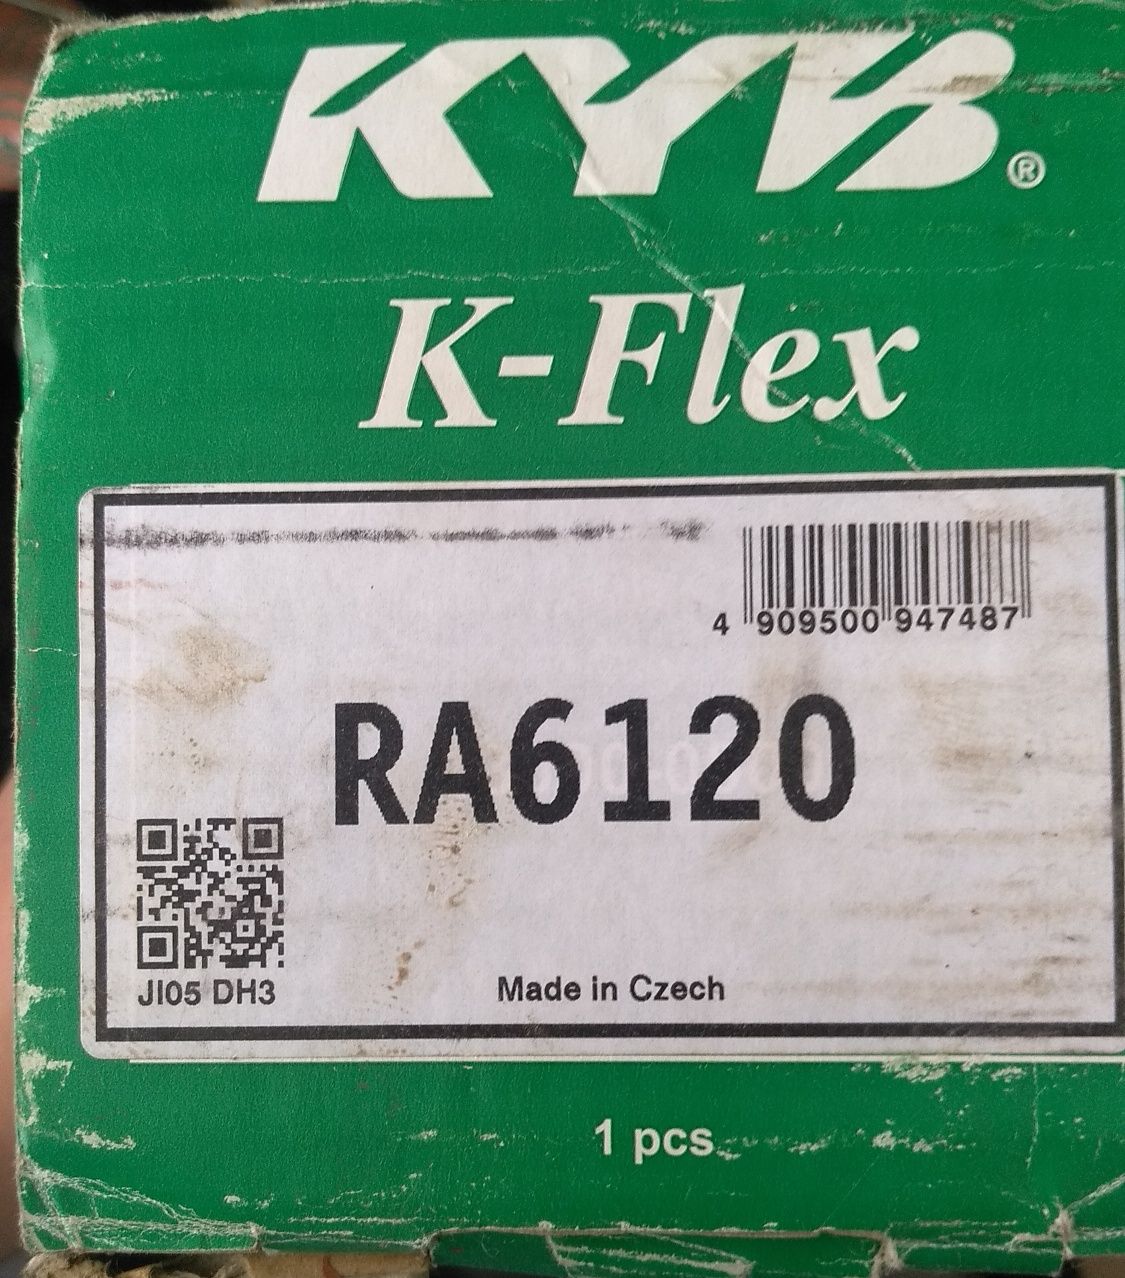 KYB®
K-Flex
4 909500 947487
RA6120
JI05 DH3
Made in Czech
1 pcs.